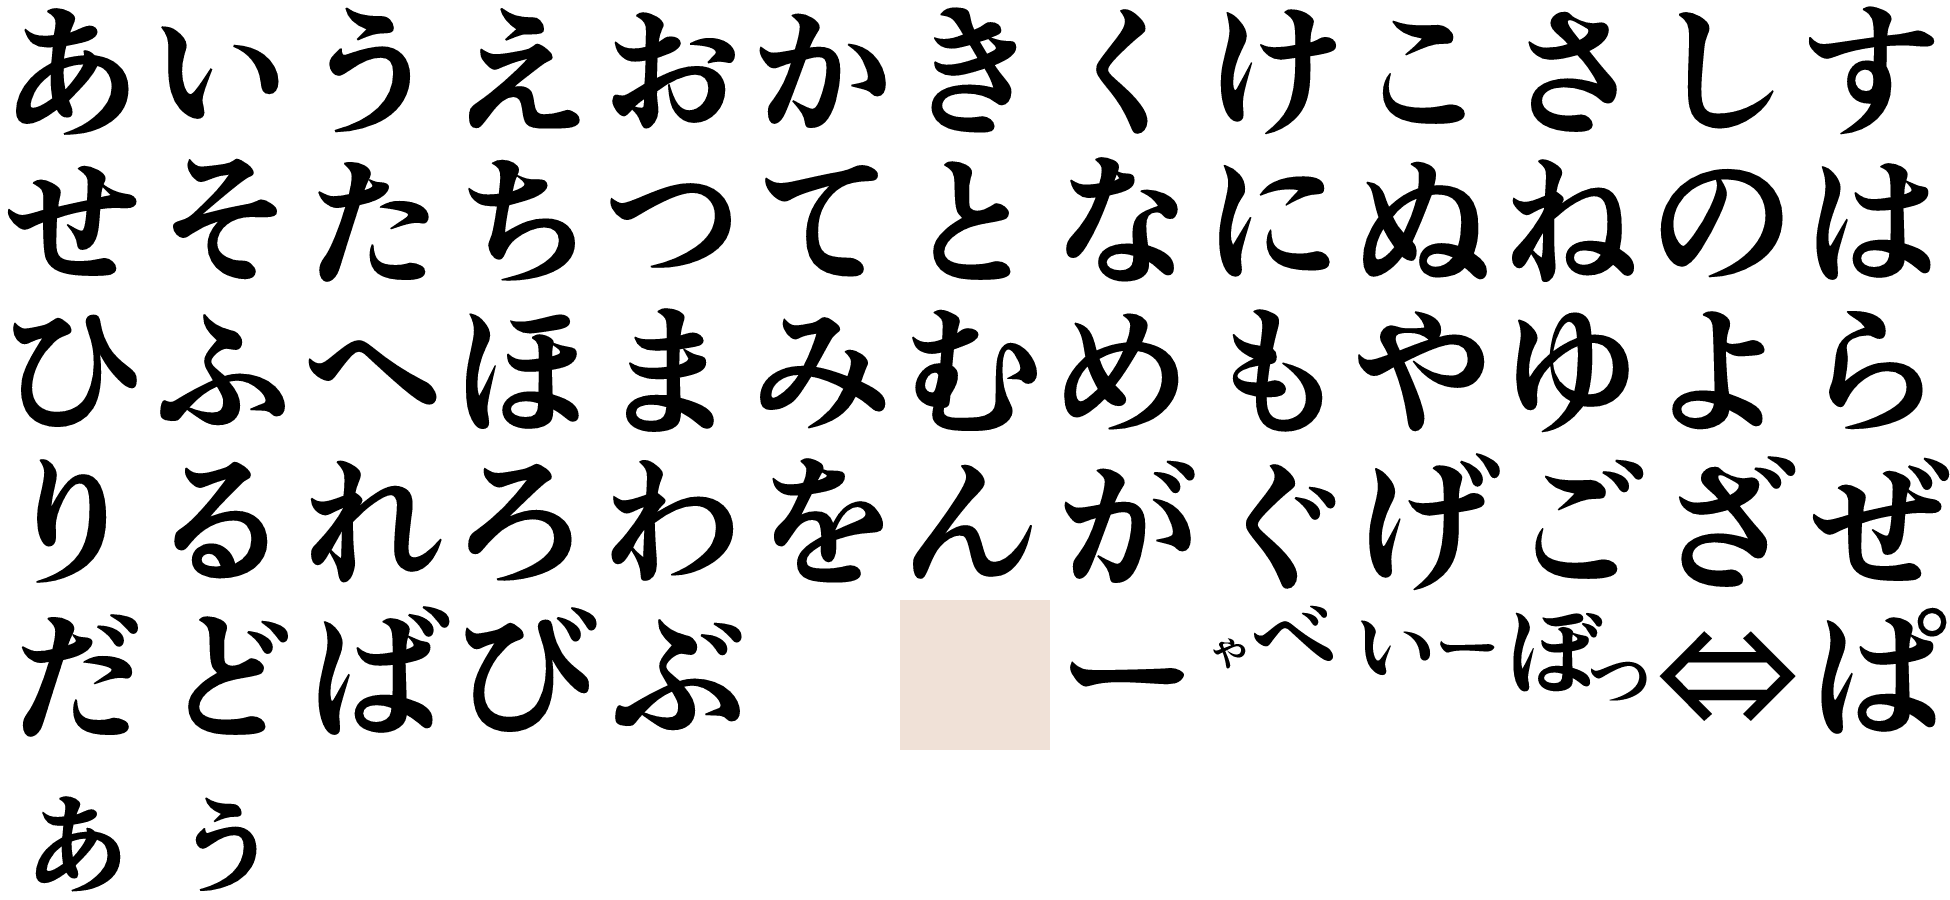 あいうえおかきくけこさしす
せそたちつてとなにぬねのは
ひふへほまみむめもやゆよら
りるれろわをんがぐげござぜ
だどばびぶ ー ゃべ いー ぼっ ⇔ ぱ
ぁぅ